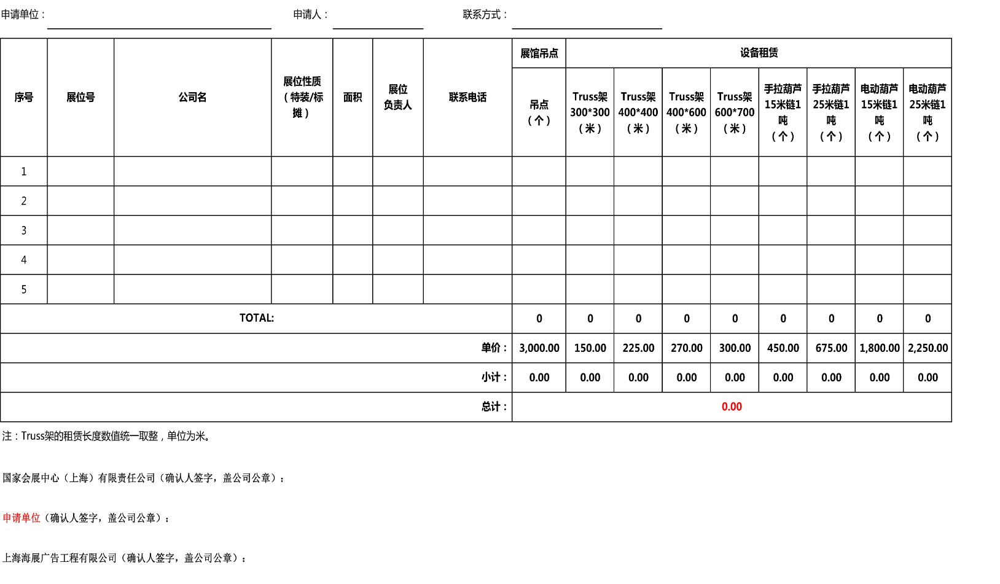 申请单位： 申请人： 联系方式：
展馆吊点 设备租赁
序号 展位号 公司名 展位性质（特装/标摊） 面积 展位负责人 联系电话 吊点（个） Truss架300*300（米） Truss架400*400（米） Truss架400*600（米） Truss架600*700（米） 手拉葫芦15米链1吨（个） 手拉葫芦25米链1吨（个） 电动葫芦15米链1吨（个） 电动葫芦25米链1吨（个）
1
2
3
4
5
TOTAL: 0 0 0 0 0 0 0 0 0
单价： 3,000.00 150.00 225.00 270.00 300.00 450.00 675.00 1,800.00 2,250.00
小计： 0.00 0.00 0.00 0.00 0.00 0.00 0.00 0.00 0.00
总计： 0.00
注：Truss架的租赁长度数值统一取整，单位为米。
国家会展中心（上海）有限责任公司（确认人签字，盖公司公章）：
申请单位（确认人签字，盖公司公章）：
上海海展广告工程有限公司（确认人签字，盖公司公章）：